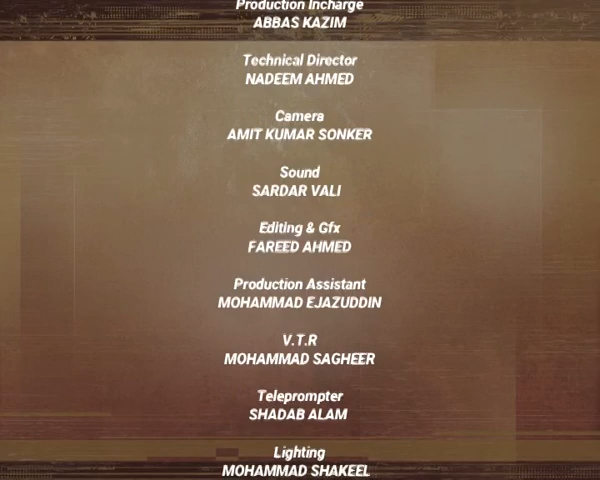 Production Incharge
ABBAS KAZIM
Technical Director
NADEEM AHMED
Camera
AMIT KUMAR SONKER
Sound
SARDAR VALI
Editing & Gfx
FAREED AHMED
Production Assistant
MOHAMMAD EJAZUDDIN
V.T.R
MOHAMMAD SAGHEER
Teleprompter
SHADAB ALAM
Lighting
MOHAMMAD SHAKEEL